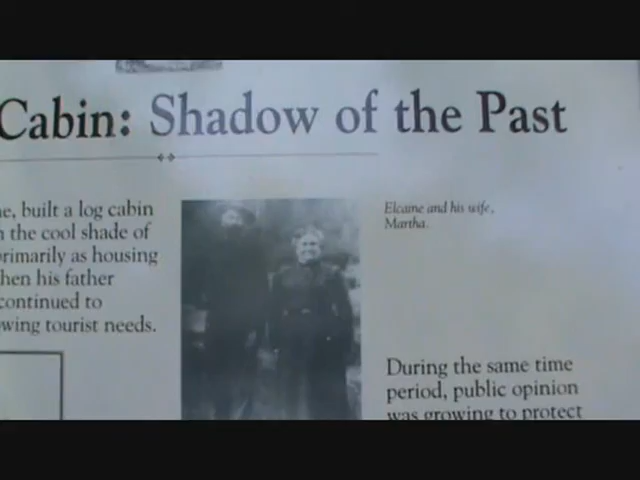 Cabin: Shadow of the Past
e, built a log cabin
the cool shade of
rimarily as housing
hen his father
continued to
wing tourist needs.
Elcaine and his wife,
Martha.
During the same time
period, public opinion
was growing to protect